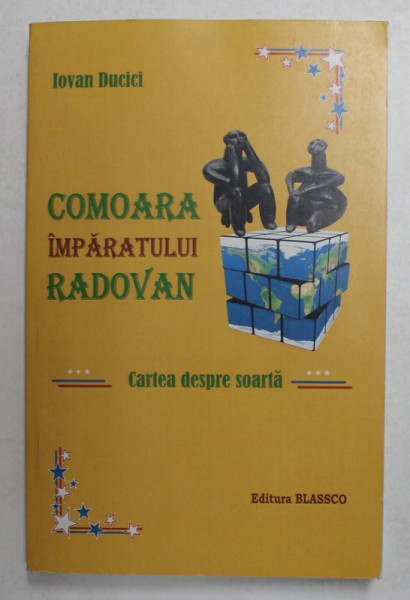 Iovan Ducici
COMOARA
ÎMPĂRATULUI
RADOVAN
Cartea despre soartă
Editura BLASSCO